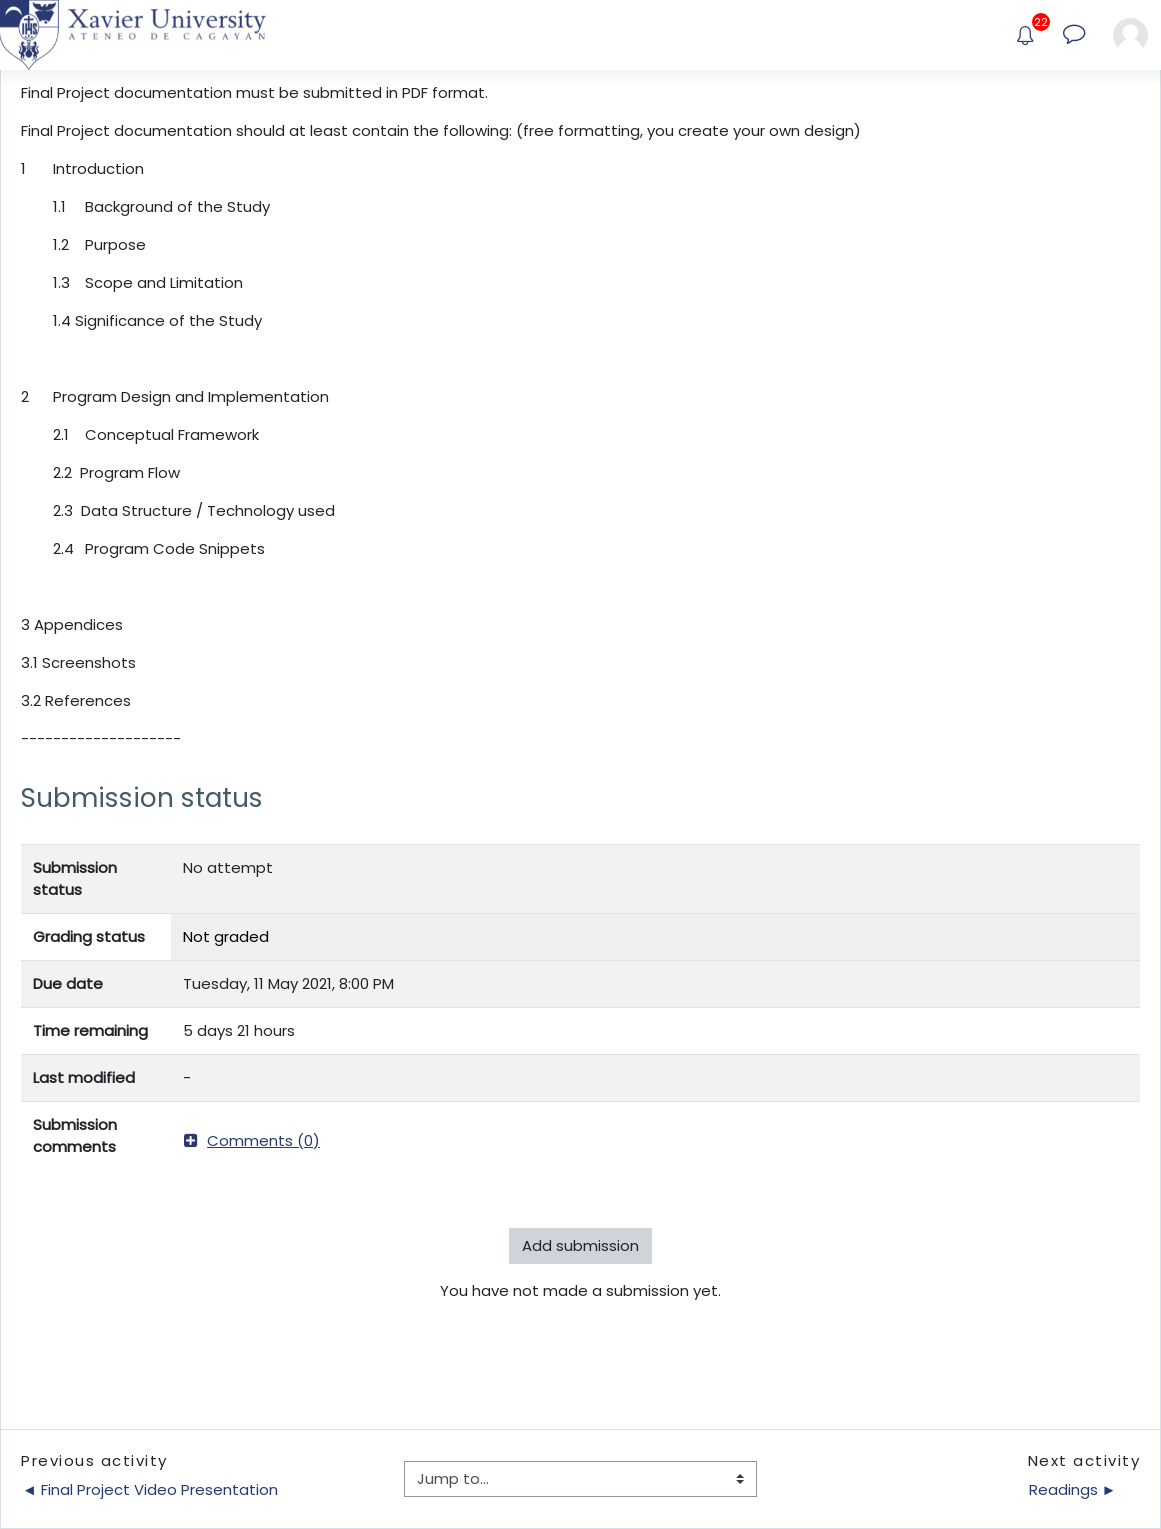 Xavier University
ATENEO DE CAGAYAN
22
Final Project documentation must be submitted in PDF format.
Final Project documentation should at least contain the following: (free formatting, you create your own design)
1 Introduction
1.1 Background of the Study
1.2 Purpose
1.3 Scope and Limitation
1.4 Significance of the Study
2 Program Design and Implementation
2.1 Conceptual Framework
2.2 Program Flow
2.3 Data Structure / Technology used
2.4 Program Code Snippets
3 Appendices
3.1 Screenshots
3.2 References
--------------------
Submission status
Submission status No attempt
Grading status Not graded
Due date Tuesday, 11 May 2021, 8:00 PM
Time remaining 5 days 21 hours
Last modified -
Submission comments Comments (0)
Add submission
You have not made a submission yet.
Previous activity
◄ Final Project Video Presentation
Jump to...
Next activity
Readings ►